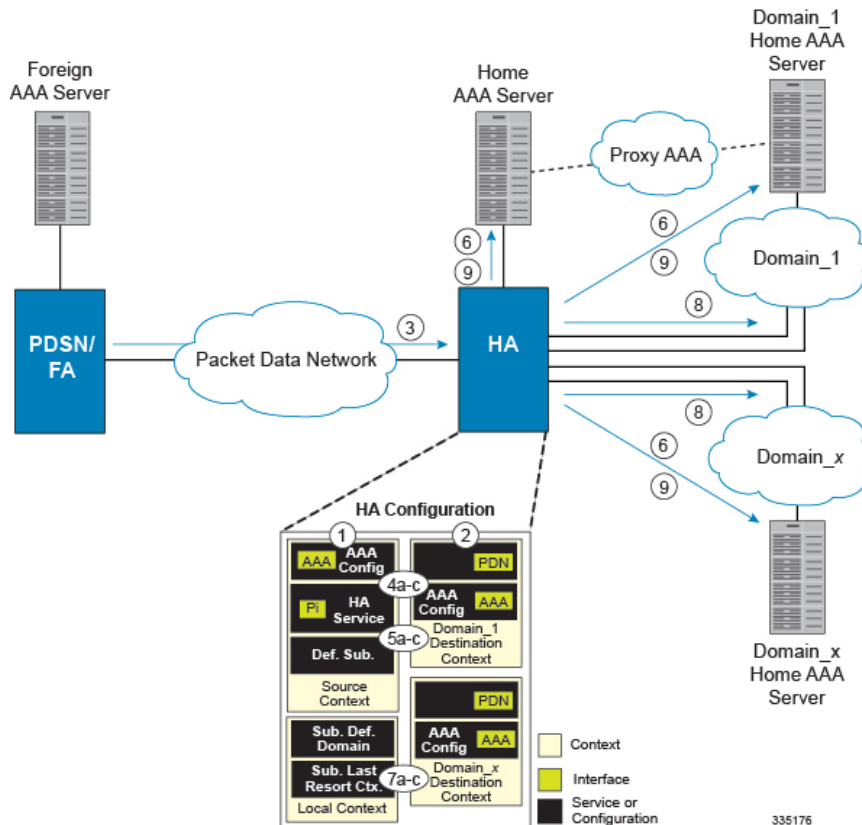 Domain_1
Home AAA
Server
Foreign
AAA Server
Home
AAA Server
Proxy AAA
6
9
6
9
Domain_1
8
3
PDSN/
FA
Packet Data Network
HA
8
6
9
Domain_x
HA Configuration
1
2
AAA
AAA
Config
PDN
4a-c
Pi
HA
Service
AAA
Config
AAA
5a-c
Domain_1
Destination
Context
Def. Sub.
Source
Context
PDN
Sub. Def.
Domain
AAA
Config
AAA
Sub. Last
Resort Ctx.
7a-c
Domain_x
Destination
Context
Local Context
Domain_x
Home AAA
Server
Context
Interface
Service or
Configuration
335176